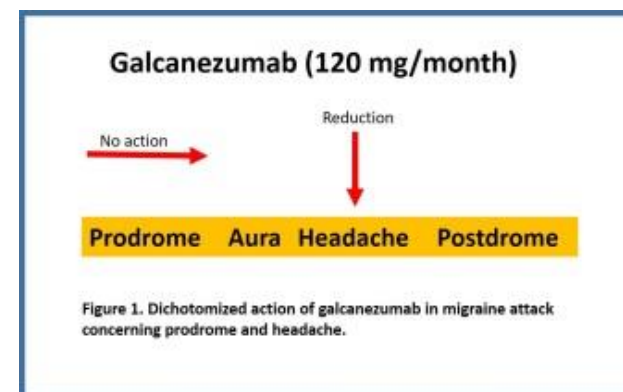 Galcanezumab (120 mg/month)
Reduction
No action
Prodrome Aura Headache Postdrome
Figure 1. Dichotomized action of galcanezumab in migraine attack
concerning prodrome and headache.